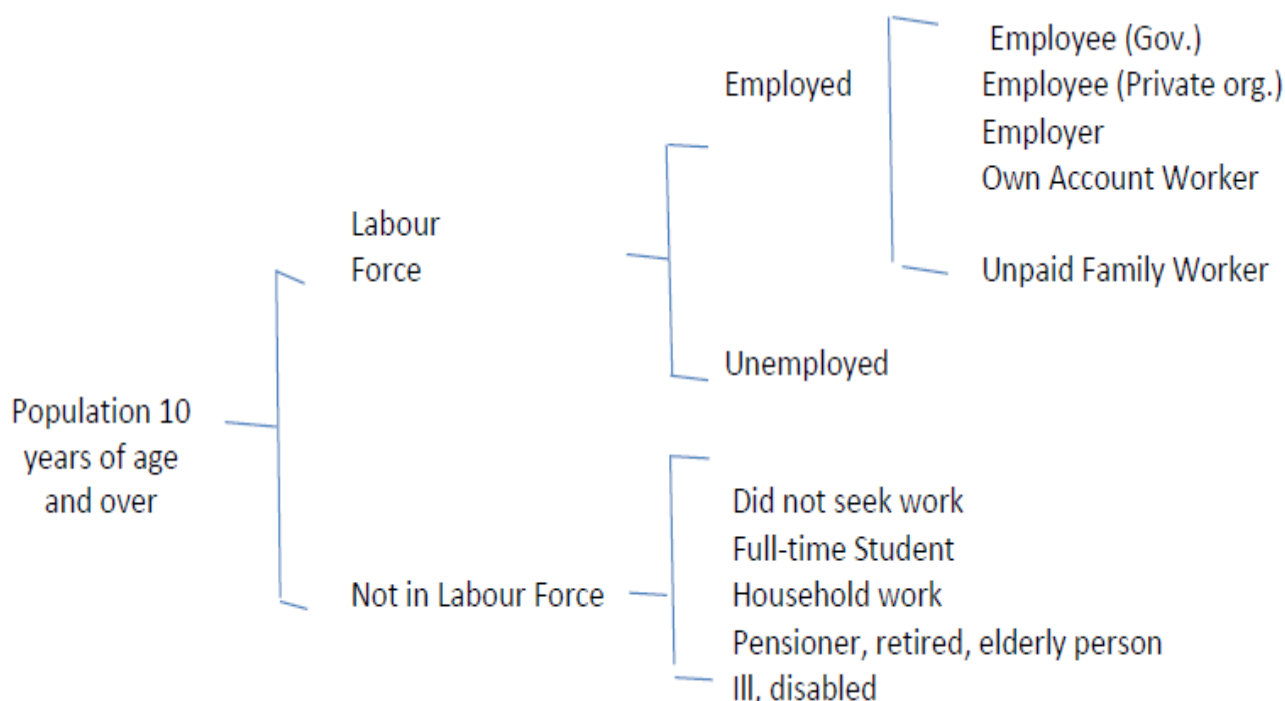 Employee (Gov.)
Employed
Employee (Private org.)
Employer
Own Account Worker
Labour
Force
Unpaid Family Worker
Unemployed
Population 10
years of age
and over
Did not seek work
Full-time Student
Not in Labour Force
Household work
Pensioner, retired, elderly person
Ill, disabled